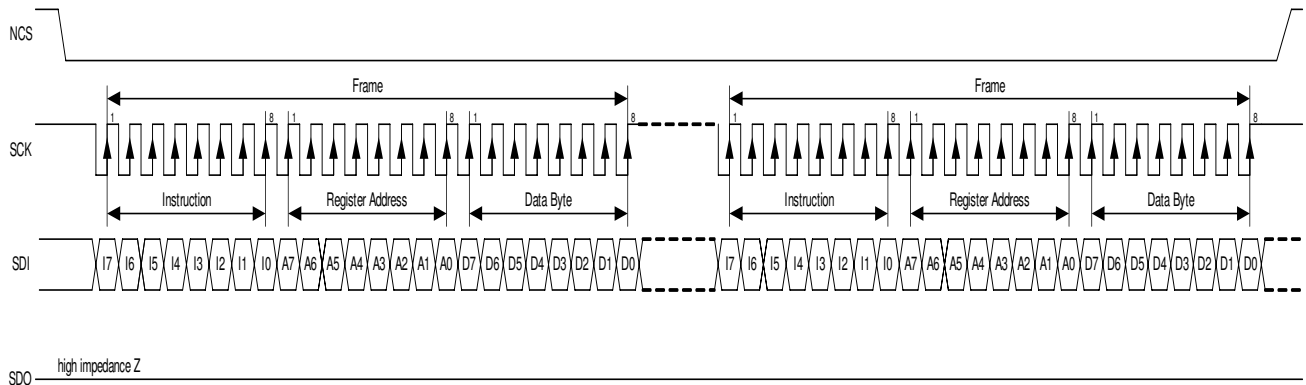 NCS
Frame Frame
1 8 1 8 1 8 1 8 1 8 1 8
SCK
Instruction Register Address Data Byte Instruction Register Address Data Byte
SDI I7 I6 I5 I4 I3 I2 I1 I0 A7 A6 A5 A4 A3 A2 A1 A0 D7 D6 D5 D4 D3 D2 D1 D0 I7 I6 I5 I4 I3 I2 I1 I0 A7 A6 A5 A4 A3 A2 A1 A0 D7 D6 D5 D4 D3 D2 D1 D0
high impedance Z
SDO